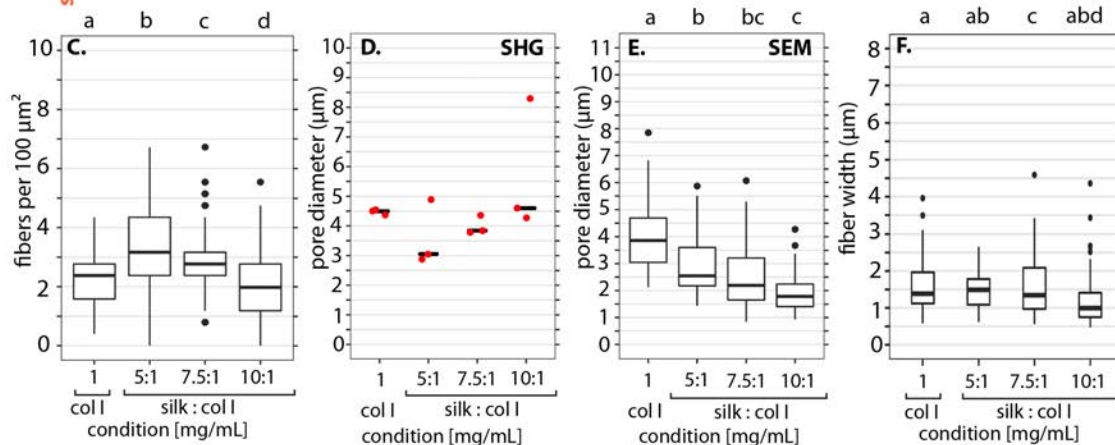 a b c d
C.
fibers per 100 µm²
10
8
6
4
2
0
1 5:1 7.5:1 10:1
col I silk : col I
condition [mg/mL]
D. SHG
pore diameter (µm)
10
9
8
7
6
5
4
3
2
1
0
1 5:1 7.5:1 10:1
col I silk : col I
condition [mg/mL]
a b bc c
E. SEM
pore diameter (µm)
11
10
9
8
7
6
5
4
3
2
1
0
1 5:1 7.5:1 10:1
col I silk : col I
condition [mg/mL]
a ab c abd
F.
fiber width (µm)
8
7
6
5
4
3
2
1
0
1 5:1 7.5:1 10:1
col I silk : col I
condition [mg/mL]